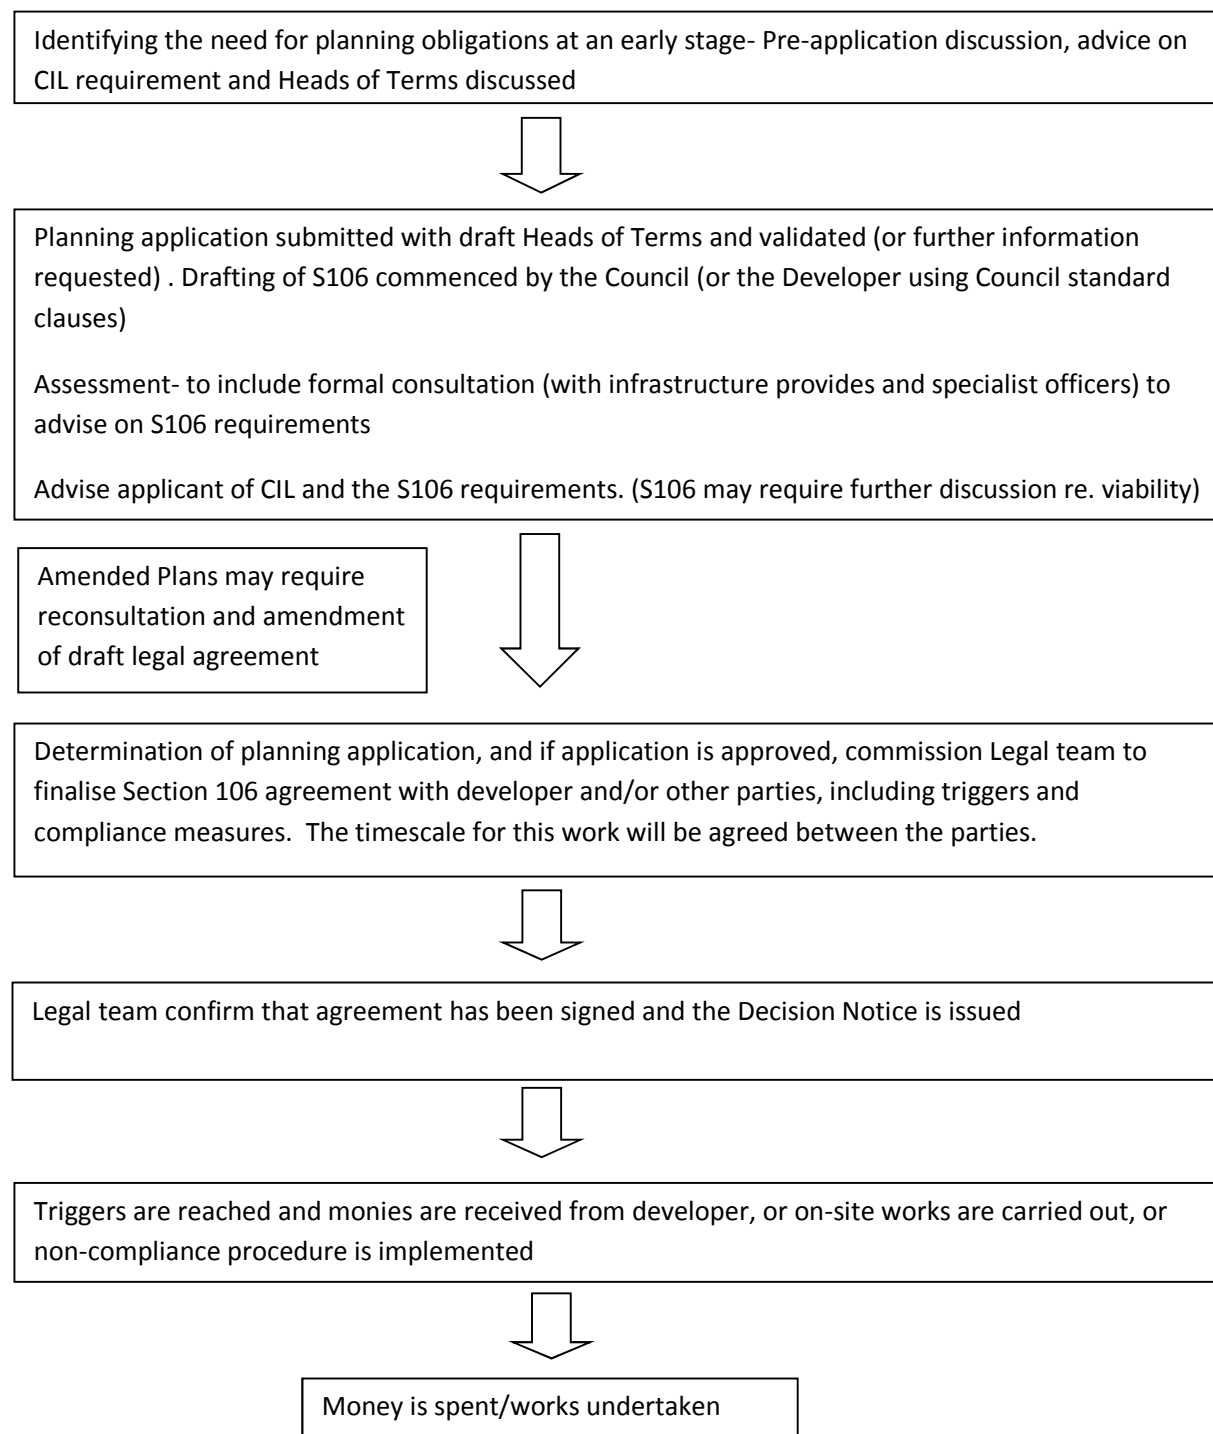 Identifying the need for planning obligations at an early stage- Pre-application discussion, advice on
CIL requirement and Heads of Terms discussed
Planning application submitted with draft Heads of Terms and validated (or further information
requested) . Drafting of S106 commenced by the Council (or the Developer using Council standard
clauses)
Assessment- to include formal consultation (with infrastructure provides and specialist officers) to
advise on S106 requirements
Advise applicant of CIL and the S106 requirements. (S106 may require further discussion re. viability)
Amended Plans may require
reconsultation and amendment
of draft legal agreement
Determination of planning application, and if application is approved, commission Legal team to
finalise Section 106 agreement with developer and/or other parties, including triggers and
compliance measures.  The timescale for this work will be agreed between the parties.
Legal team confirm that agreement has been signed and the Decision Notice is issued
Triggers are reached and monies are received from developer, or on-site works are carried out, or
non-compliance procedure is implemented
Money is spent/works undertaken